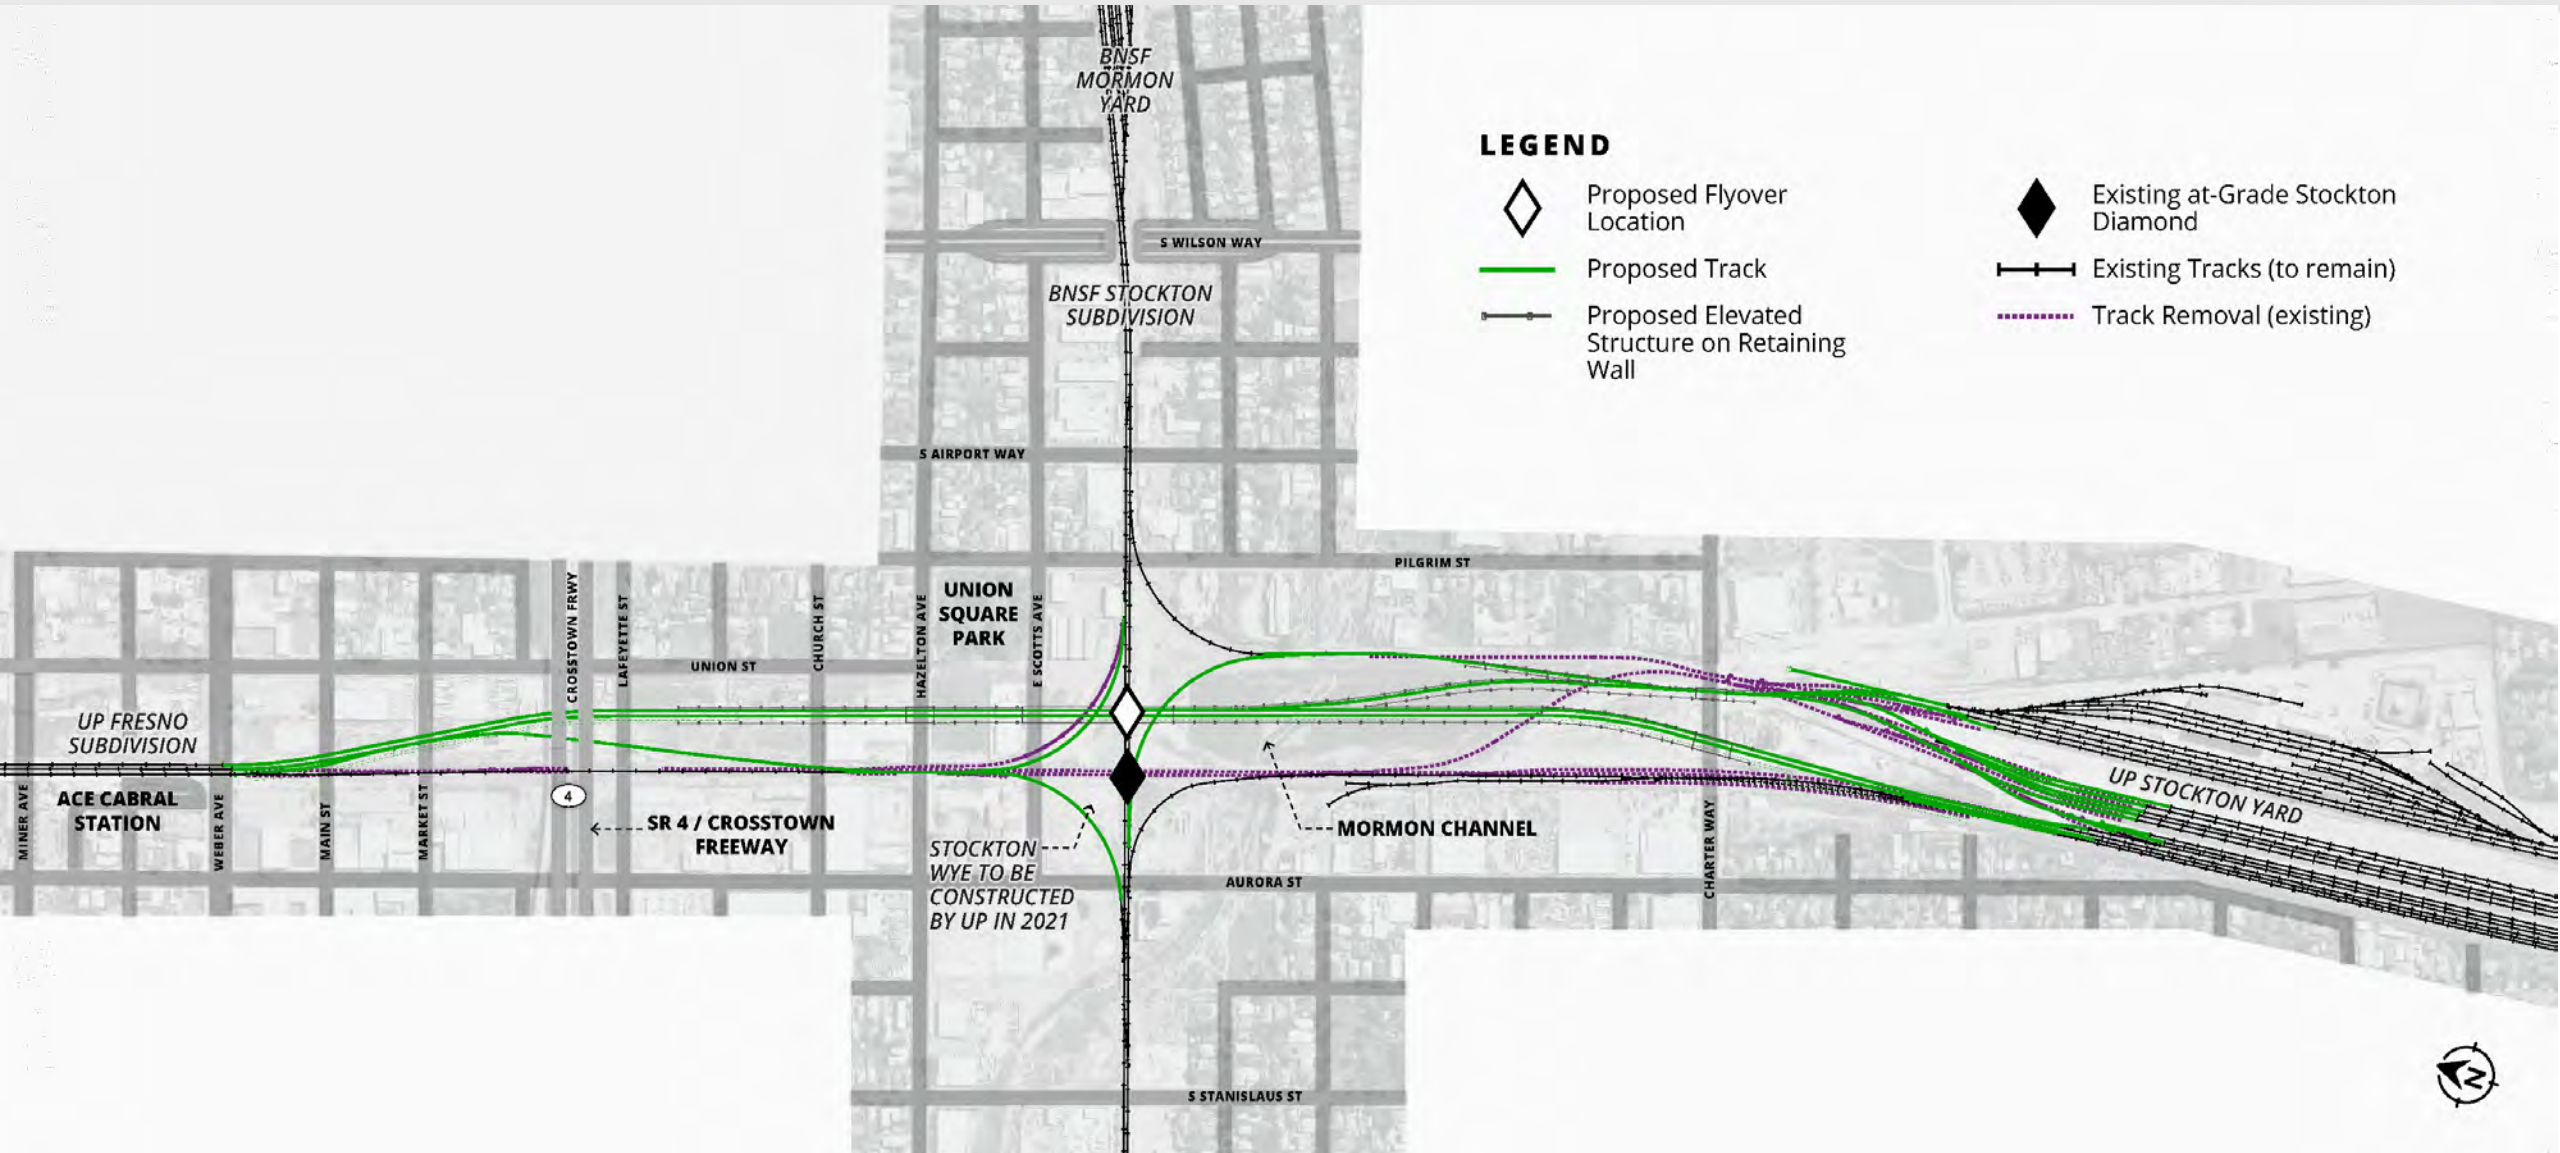 BNSF
MORMON
YARD
LEGEND
Proposed Flyover
Location
Proposed Track
Proposed Elevated
Structure on Retaining
Wall
Existing at-Grade Stockton
Diamond
Existing Tracks (to remain)
Track Removal (existing)
S WILSON WAY
BNSF STOCKTON
SUBDIVISION
S AIRPORT WAY
PILGRIM ST
UNION
SQUARE
PARK
CROSSTOWN FRWY
LAFEYETTE ST
CHURCH ST
HAZELTON AVE
E SCOTTS AVE
UNION ST
UP FRESNO
SUBDIVISION
ACE CABRAL
STATION
MINER AVE
WEBER AVE
MAIN ST
MARKET ST
4
SR 4 / CROSSTOWN
FREEWAY
STOCKTON
WYE TO BE
CONSTRUCTED
BY UP IN 2021
MORMON CHANNEL
AURORA ST
CHARTER WAY
UP STOCKTON YARD
S STANISLAUS ST
N